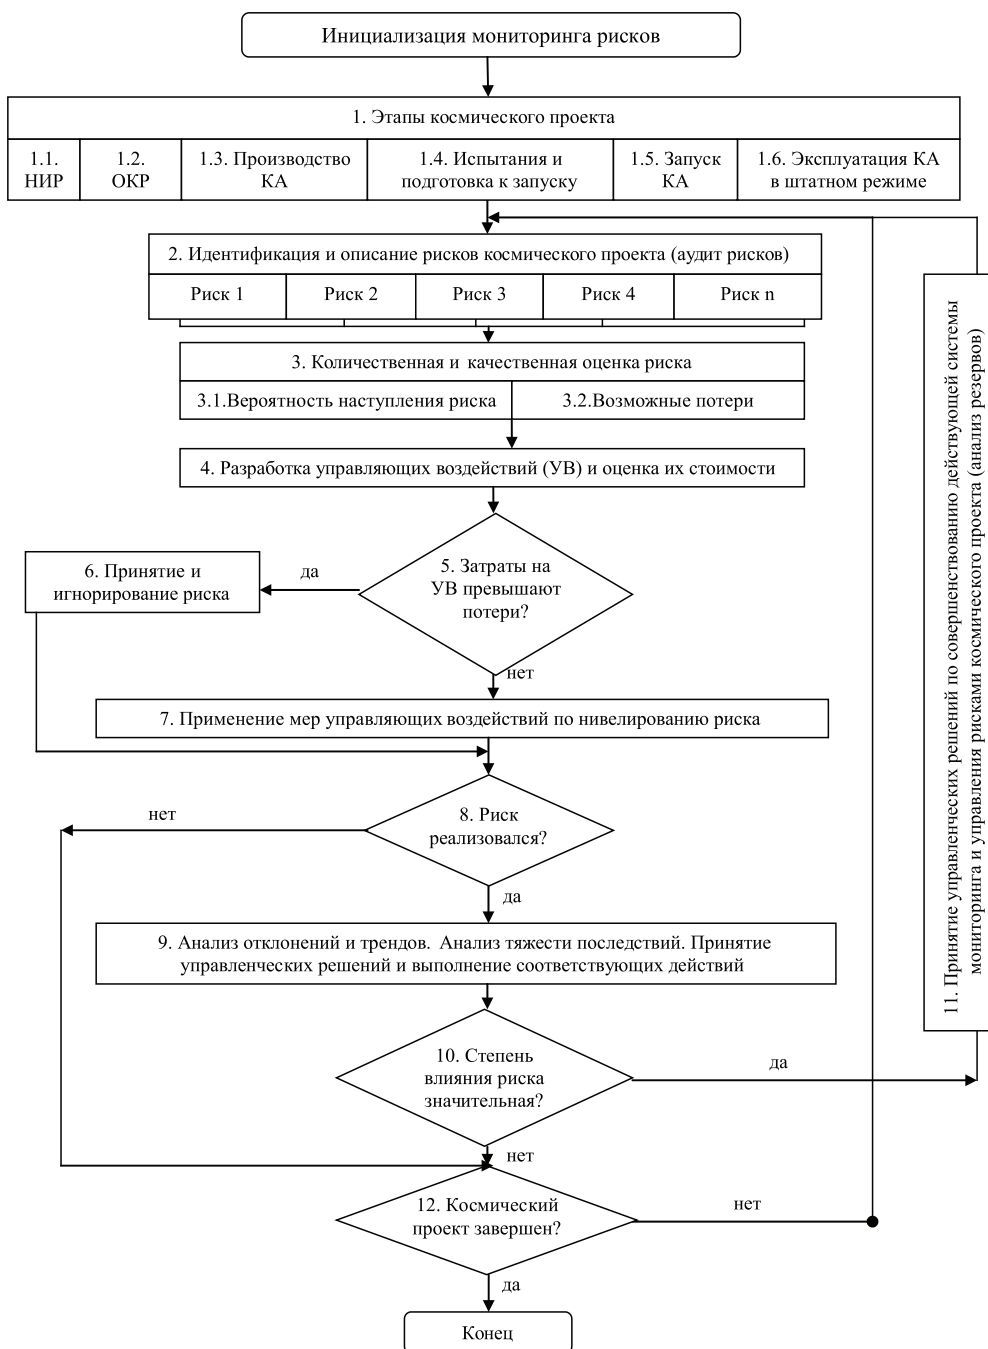 Инициализация мониторинга рисков
1. Этапы космического проекта
1.1.
НИР
1.2.
ОКР
1.3. Производство
КА
1.4. Испытания и
подготовка к запуску
1.5. Запуск
КА
1.6. Эксплуатация КА
в штатном режиме
2. Идентификация и описание рисков космического проекта (аудит рисков)
Риск 1
Риск 2
Риск 3
Риск 4
Риск n
3. Количественная и качественная оценка риска
3.1.Вероятность наступления риска
3.2.Возможные потери
4. Разработка управляющих воздействий (УВ) и оценка их стоимости
5. Затраты на
УВ превышают
потери?
да
6. Принятие и
игнорирование риска
нет
7. Применение мер управляющих воздействий по нивелированию риска
8. Риск
реализовался?
нет
да
9. Анализ отклонений и трендов. Анализ тяжести последствий. Принятие
управленческих решений и выполнение соответствующих действий
10. Степень
влияния риска
значительная?
да
11. Принятие управленческих решений по совершенствованию действующей системы
мониторинга и управления рисками космического проекта (анализ резервов)
нет
12. Космический
проект завершен?
нет
да
Конец